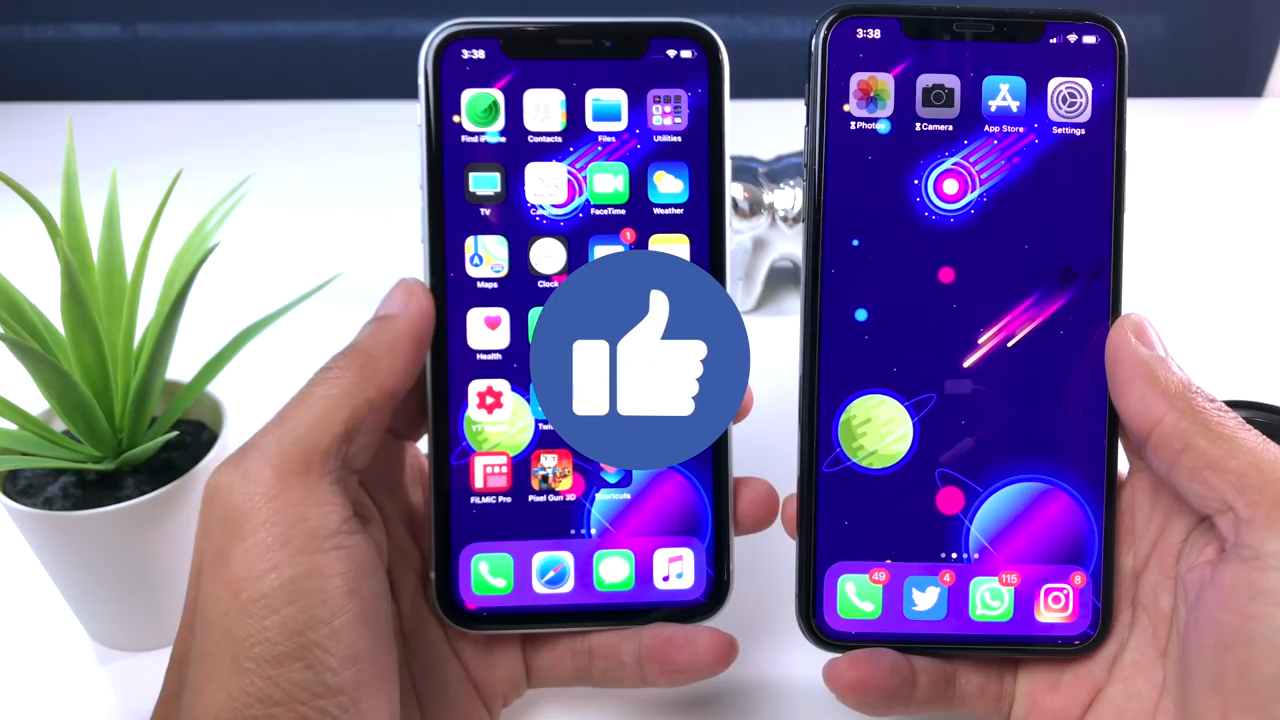 3:38
Find iPhone
Contacts
Files
Utilities
TV
FaceTime
Weather
Maps
Clock
1
Health
FiLMiC Pro
Pixel Gun 3D
Shortcuts
3:38
Photos
Camera
App Store
Settings
49
4
115
8